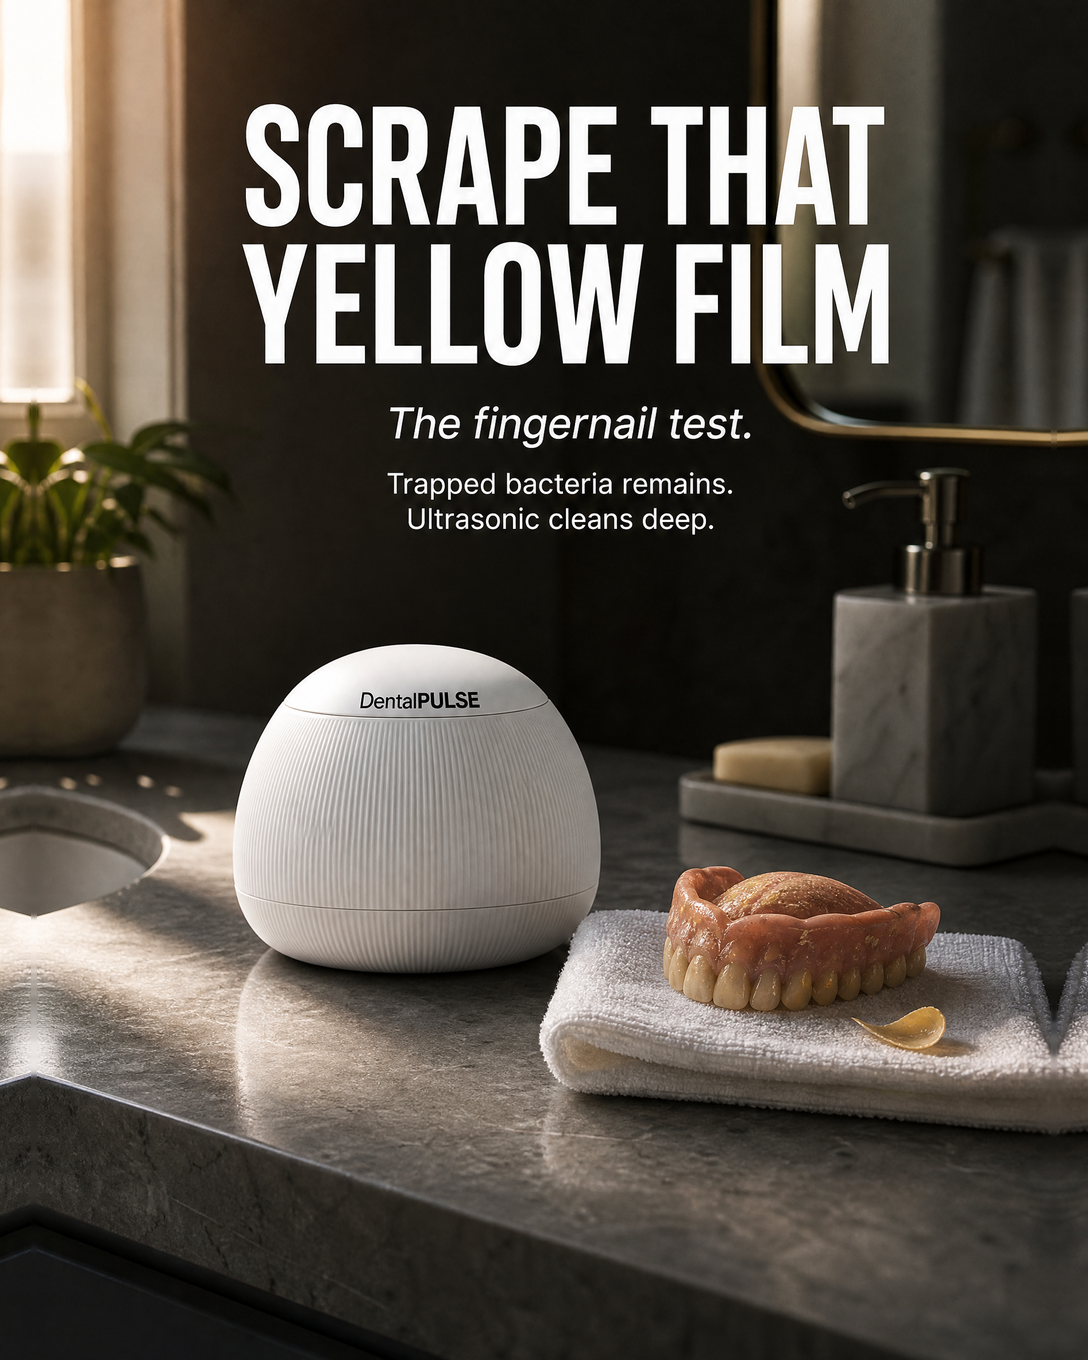 SCRAPE THAT
YELLOW FILM
The fingernail test.
Trapped bacteria remains.
Ultrasonic cleans deep.
DentalPULSE